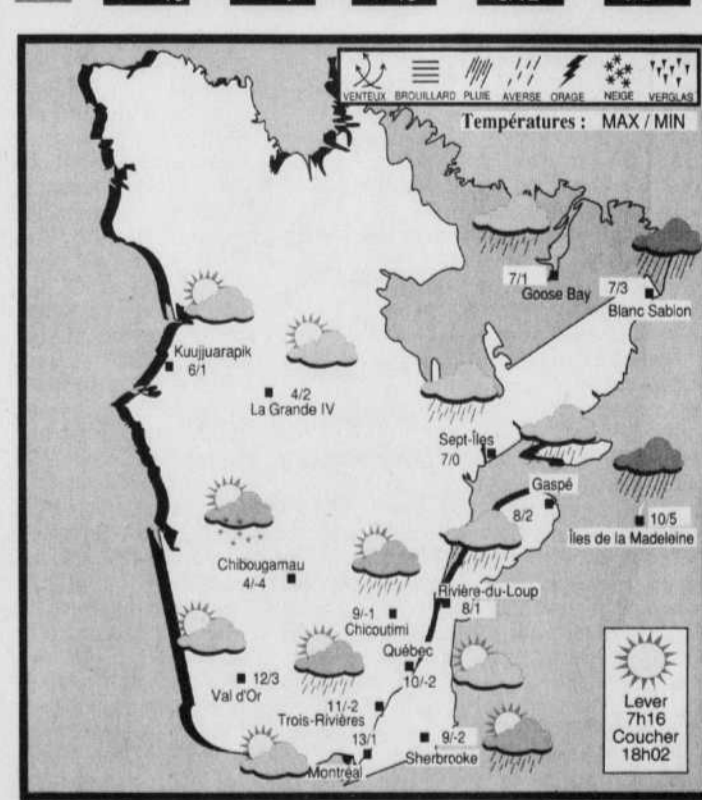 VENTEUX BROUILLARD PLUIE AVERSE ORAGE NEIGE VERGLAS
Températures : MAX / MIN
7/1
Goose Bay
7/3
Blanc Sablon
Kuujjuarapik
6/1
4/2
La Grande IV
Sept-Îles
7/0
Gaspé
8/2
10/5
Îles de la Madeleine
Chibougamau
4/-4
Rivière-du-Loup
8/1
9/-1
Chicoutimi
Québec
10/-2
12/3
Val d'Or
11/-2
Trois-Rivières
13/1
Montréal
9/-2
Sherbrooke
Lever
7h16
Coucher
18h02